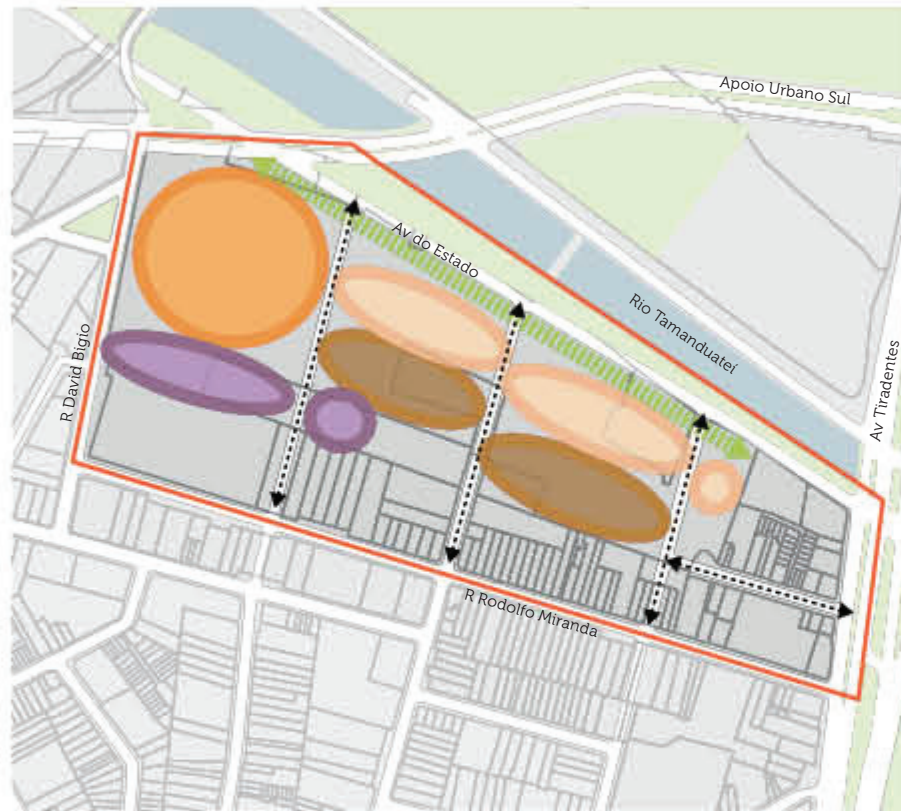 Apoio Urbano Sul
Av do Estado
Rio Tamanduateí
Av Tiradentes
R David Bigio
R Rodolfo Miranda